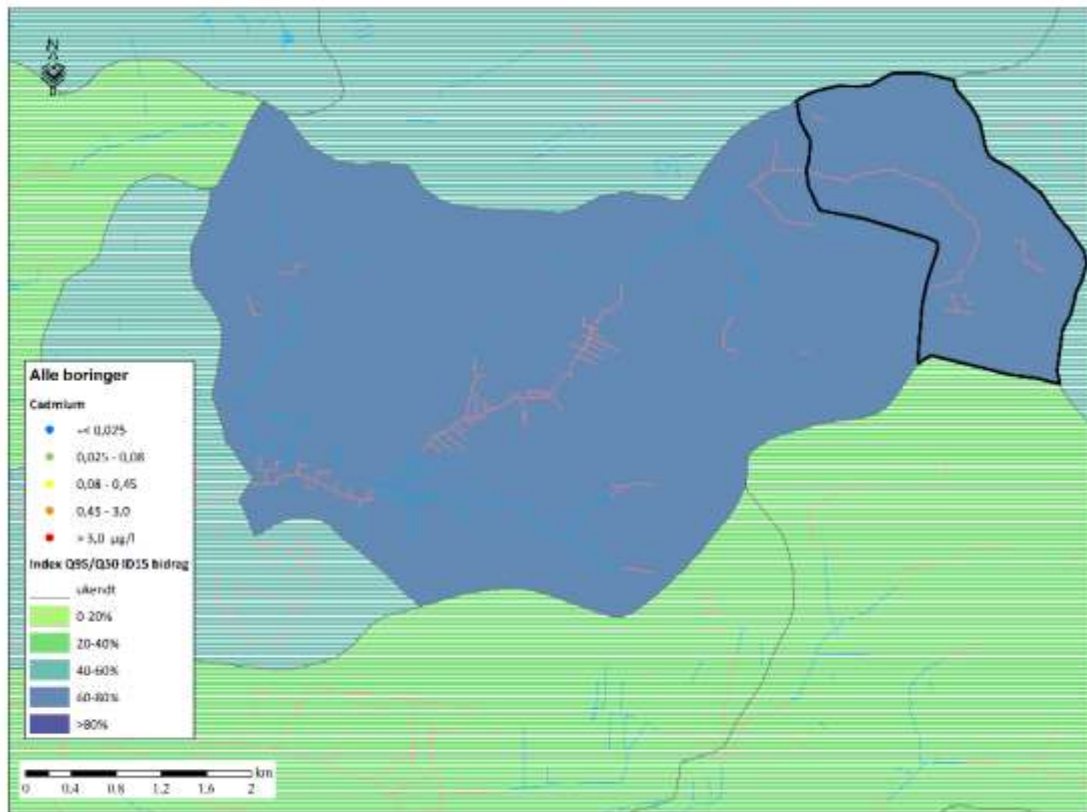 N
Alle boringer
Cadmium
=< 0,025
0,025 - 0,08
0,08 - 0,45
0,45 - 3,0
> 3,0 µg/l
Index Q95/Q50 ID15 bidrag
ukendt
0-20%
20-40%
40-60%
60-80%
>80%
km
0 0.4 0.8 1.2 1.6 2